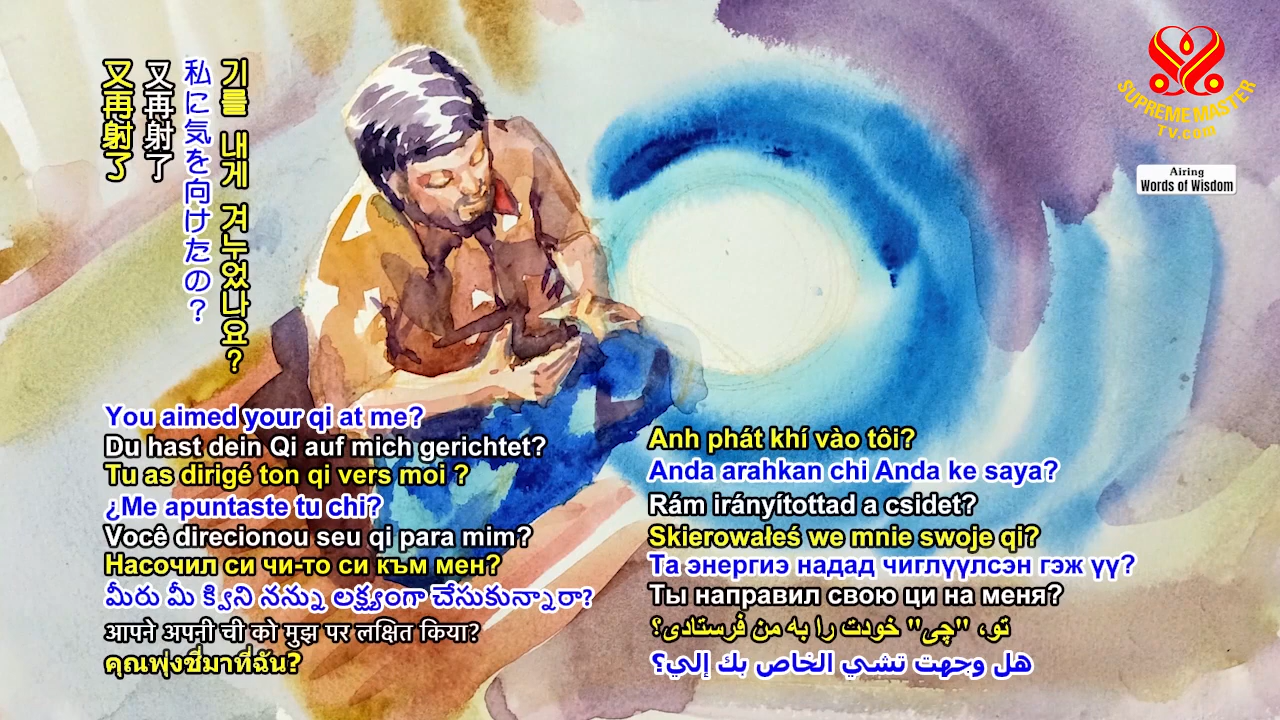 又再射了
又再射了
私に気を向けたの？
기를 내게 겨누었나요？
You aimed your qi at me?
Du hast dein Qi auf mich gerichtet?
Tu as dirigé ton qi vers moi ?
¿Me apuntaste tu chi?
Você direcionou seu qi para mim?
Насочил си чи-то си към мен?
మీరు మీ క్విని నన్ను లక్ష్యంగా చేసుకున్నారా?
आपने अपनी ची को मुझ पर लक्षित किया?
คุณพุ่งชี่มาที่ฉัน?
Anh phát khí vào tôi?
Anda arahkan chi Anda ke saya?
Rám irányítottad a csidet?
Skierowałeś we mnie swoje qi?
Та энергиэ надад чиглүүлсэн гэж үү?
Ты направил свою ци на меня?
تو، "چی" خودت را به من فرستادی؟
هل وجهت تشي الخاص بك إلي؟
SUPREME MASTER
TV.com
Airing
Words of Wisdom